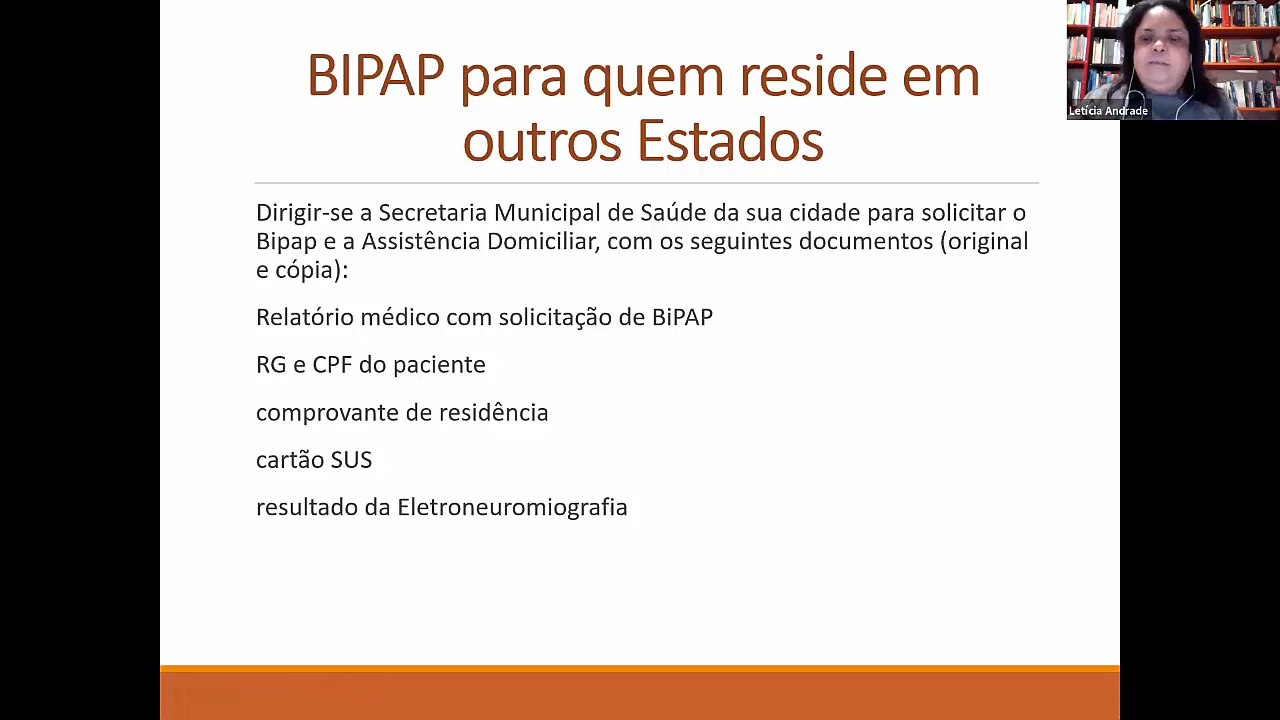 BIPAP para quem reside em
outros Estados
Letícia Andrade
Dirigir-se a Secretaria Municipal de Saúde da sua cidade para solicitar o
Bipap e a Assistência Domiciliar, com os seguintes documentos (original
e cópia):
Relatório médico com solicitação de BiPAP
RG e CPF do paciente
comprovante de residência
cartão SUS
resultado da Eletroneuromiografia